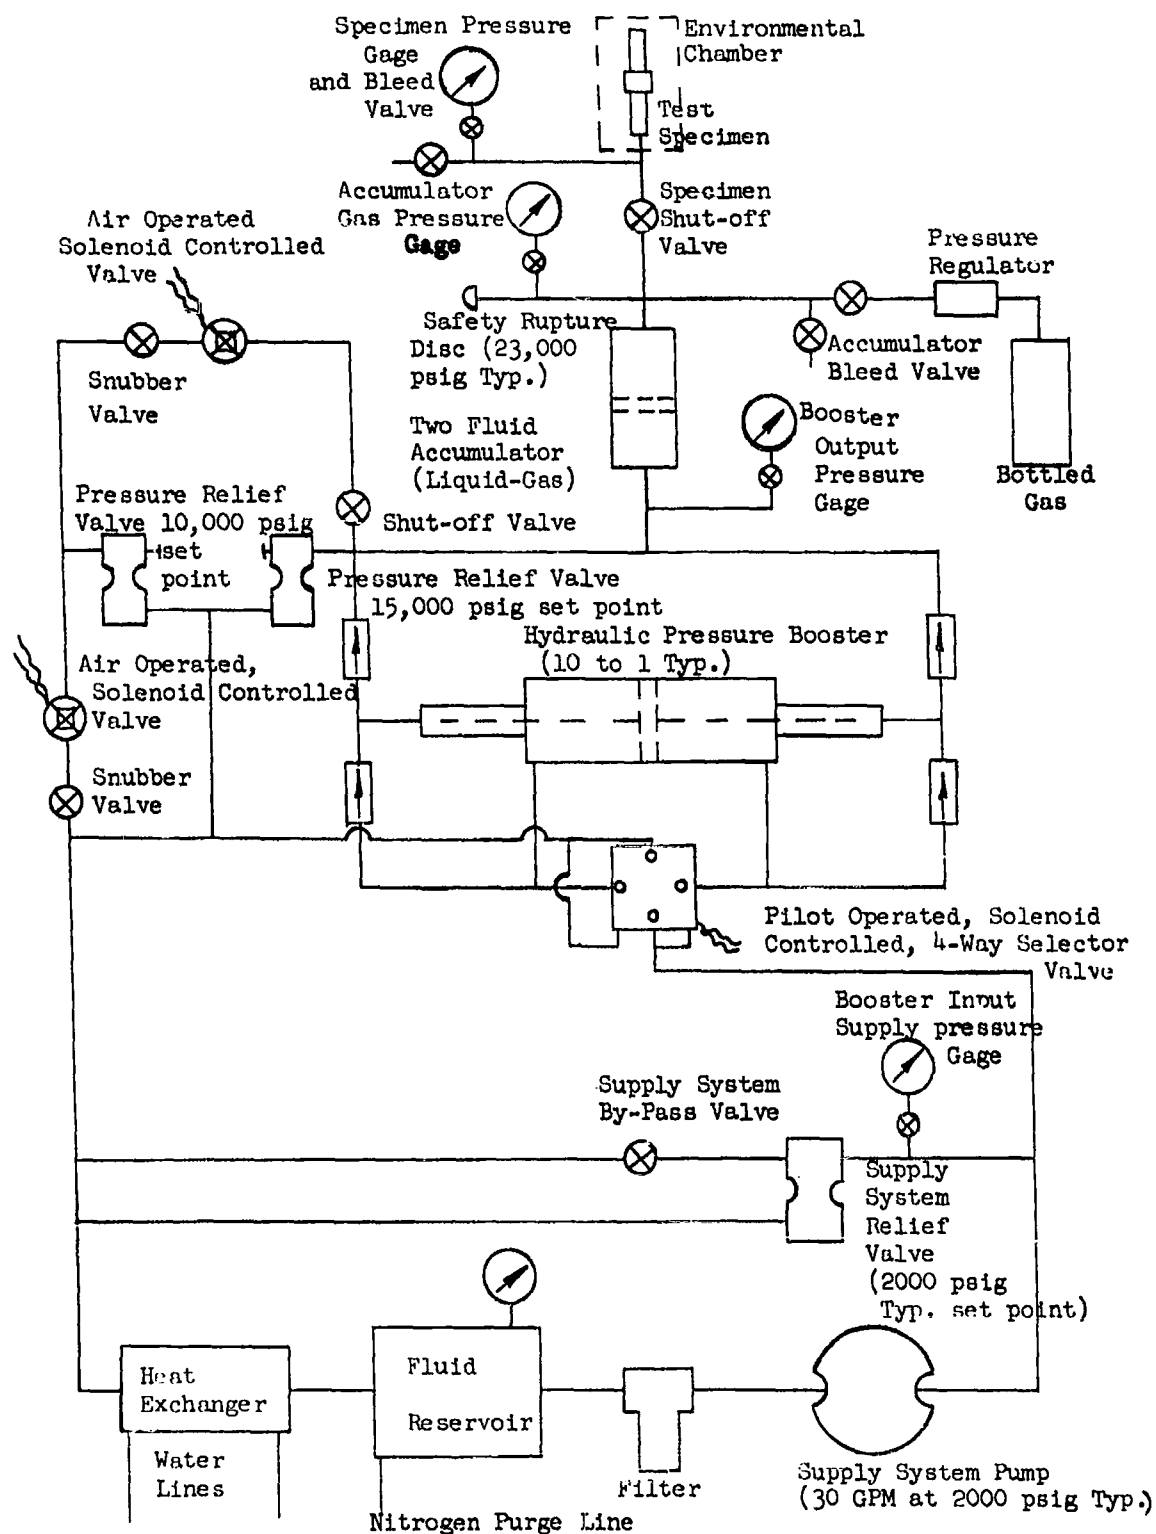 Specimen Pressure
Gage
and Bleed
Valve
Environmental
Chamber
Test
Specimen
Accumulator
Gas Pressure
Gage
Specimen
Shut-off
Valve
Air Operated
Solenoid Controlled
Valve
Pressure
Regulator
Safety Rupture
Disc (23,000
psig Typ.)
Accumulator
Bleed Valve
Snubber
Valve
Two Fluid
Accumulator
(Liquid-Gas)
Booster
Output
Pressure
Gage
Bottled
Gas
Pressure Relief
Valve 10,000 psig
set
point
Shut-off Valve
Pressure Relief Valve
15,000 psig set point
Hydraulic Pressure Booster
(10 to 1 Typ.)
Air Operated,
Solenoid Controlled
Valve
Snubber
Valve
Pilot Operated, Solenoid
Controlled, 4-Way Selector
Valve
Booster Input
Supply pressure
Gage
Supply System
By-Pass Valve
Supply
System
Relief
Valve
(2000 psig
Typ. set point)
Heat
Exchanger
Fluid
Reservoir
Water
Lines
Filter
Supply System Pump
(30 GPM at 2000 psig Typ.)
Nitrogen Purge Line